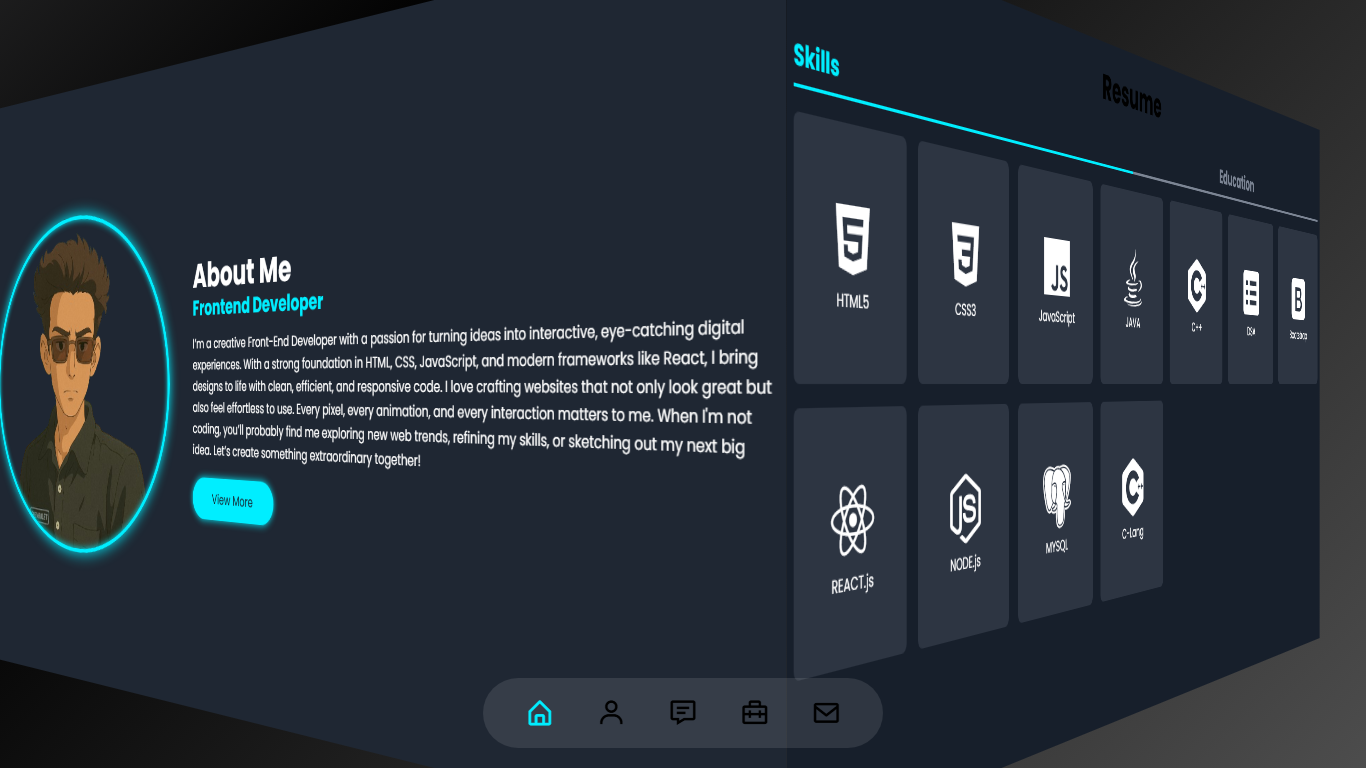 About Me
Frontend Developer
I'm a creative Front-End Developer with a passion for turning ideas into interactive, eye-catching digital
experiences. With a strong foundation in HTML, CSS, JavaScript, and modern frameworks like React, I bring
designs to life with clean, efficient, and responsive code. I love crafting websites that not only look great but
also feel effortless to use. Every pixel, every animation, and every interaction matters to me. When I'm not
coding, you'll probably find me exploring new web trends, refining my skills, or sketching out my next big
idea. Let's create something extraordinary together!
View More
Resume
Skills
Education
5
HTML5
3
CSS3
JS
JavaScript
JAVA
C++
C++
DSA
B
Bootstrap
REACT.js
JS
NODE.js
MYSQL
C++
C-Lang